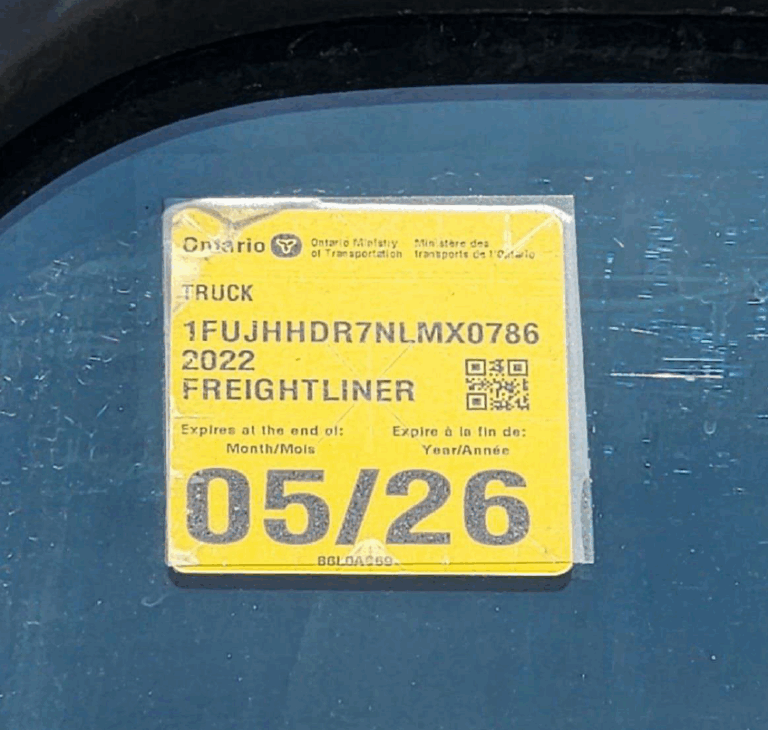 Ontario
Ontario Ministry
of Transportation
Ministère des
transports de l'Ontario
TRUCK
1FUJHHDR7NLMX0786
2022
FREIGHTLINER
Expires at the end of:
Month/Mois
Expire à la fin de:
Year/Année
05/26